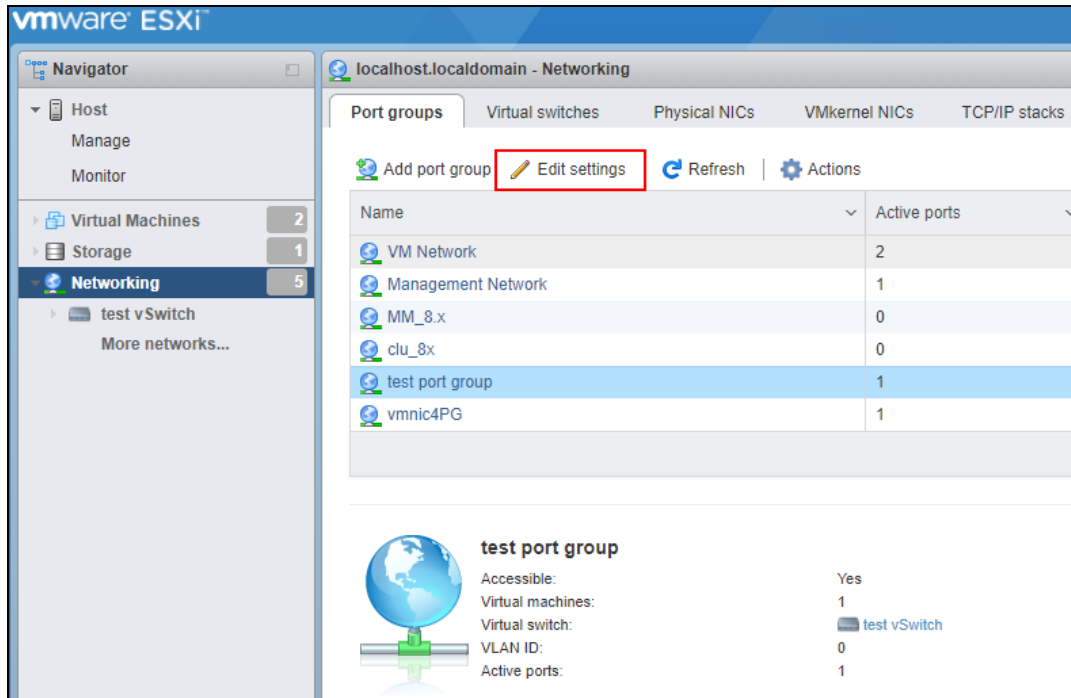 vmware ESXi™
Navigator
Host
Manage
Monitor
Virtual Machines 2
Storage 1
Networking 5
test vSwitch
More networks...
localhost.localdomain - Networking
Port groups Virtual switches Physical NICs VMkernel NICs TCP/IP stacks
Add port group Edit settings Refresh Actions
Name Active ports
VM Network 2
Management Network 1
MM_8.x 0
clu_8x 0
test port group 1
vmnic4PG 1
test port group
Accessible: Yes
Virtual machines: 1
Virtual switch: test vSwitch
VLAN ID: 0
Active ports: 1